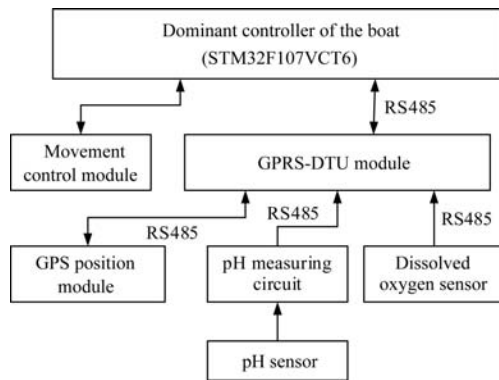 Dominant controller of the boat
(STM32F107VCT6)
RS485
Movement
control module
GPRS-DTU module
RS485
RS485
RS485
GPS position
module
pH measuring
circuit
Dissolved
oxygen sensor
pH sensor